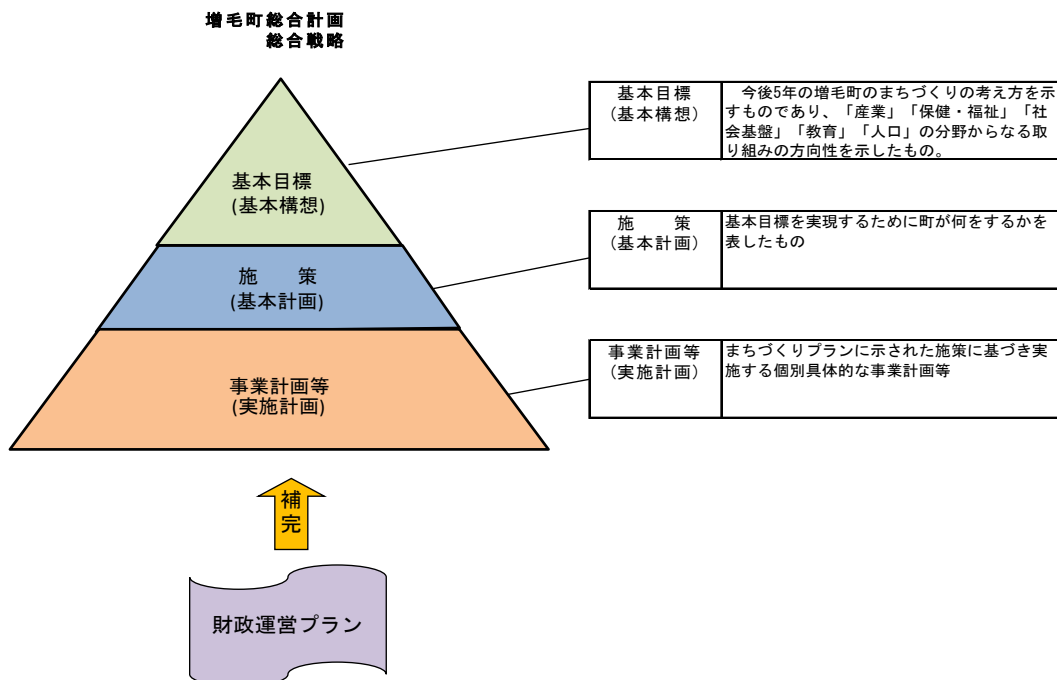 増毛町総合計画
総合戦略
基本目標
(基本構想)
施　　策
(基本計画)
事業計画等
(実施計画)
補
完
財政運営プラン
基本目標
(基本構想)
　今後5年の増毛町のまちづくりの考え方を示
すものであり、「産業」「保健・福祉」「社
会基盤」「教育」「人口」の分野からなる取
り組みの方向性を示したもの。
施　　策
(基本計画)
基本目標を実現するために町が何をするかを
表したもの
事業計画等
(実施計画)
まちづくりプランに示された施策に基づき実
施する個別具体的な事業計画等